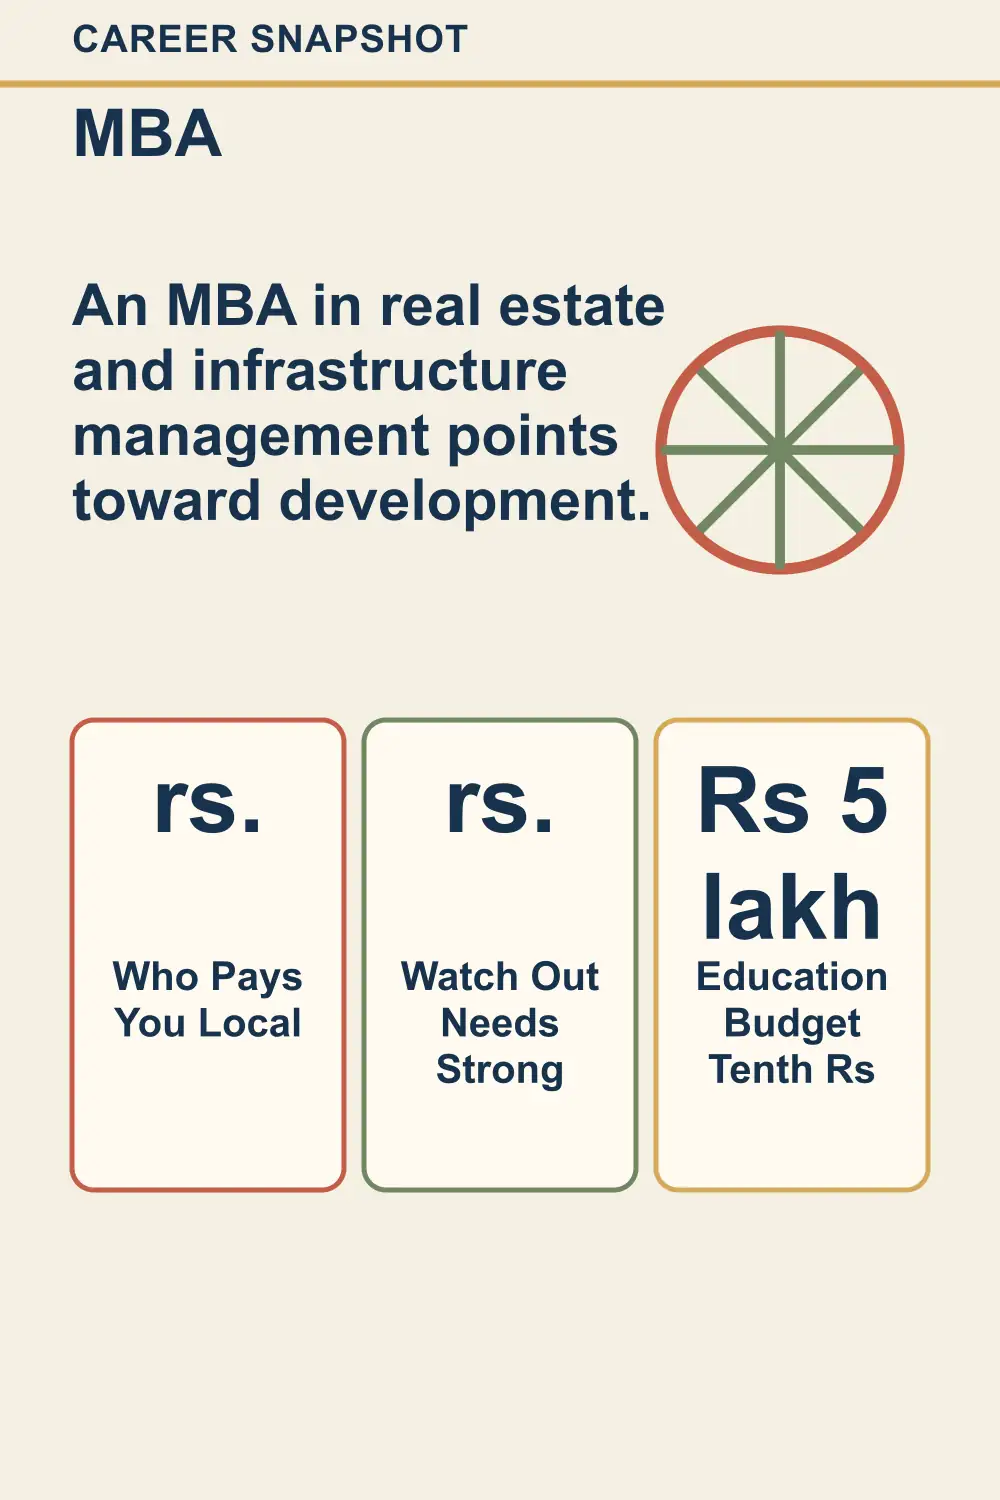 CAREER SNAPSHOT
MBA
An MBA in real estate
and infrastructure
management points
toward development.
rs.
Who Pays
You Local
rs.
Watch Out
Needs
Strong
Rs 5
lakh
Education
Budget
Tenth Rs